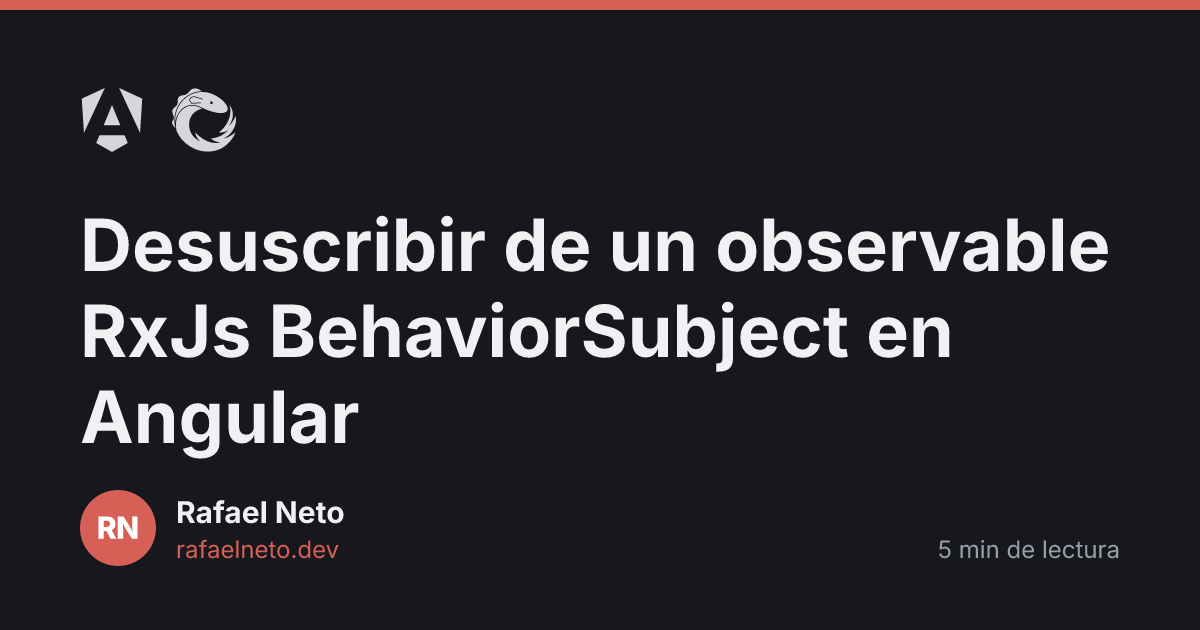 Desuscribir de un observable
RxJs BehaviorSubject en
Angular
RN
Rafael Neto
rafaelneto.dev
5 min de lectura